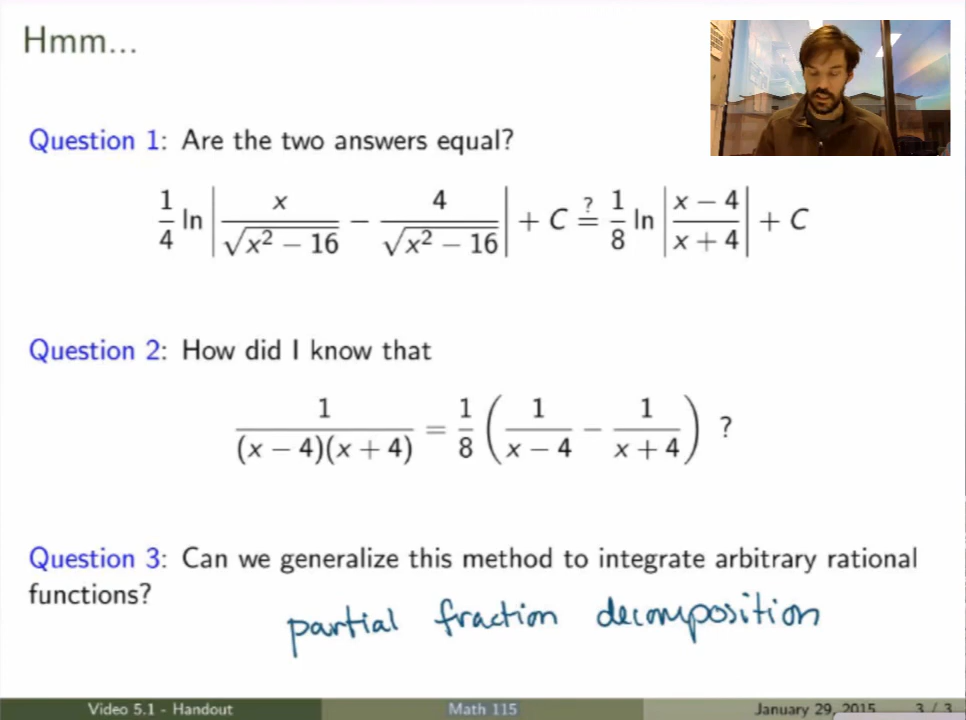 Hmm...
Question 1: Are the two answers equal?
1/4 ln |x/√(x² − 16) − 4/√(x² − 16)| + C ?= 1/8 ln |(x − 4)/(x + 4)| + C
Question 2: How did I know that
1/((x − 4)(x + 4)) = 1/8 (1/(x − 4) − 1/(x + 4)) ?
Question 3: Can we generalize this method to integrate arbitrary rational
functions?
partial fraction decomposition
Video 5.1 - Handout Math 115 January 29, 2015 3 / 3